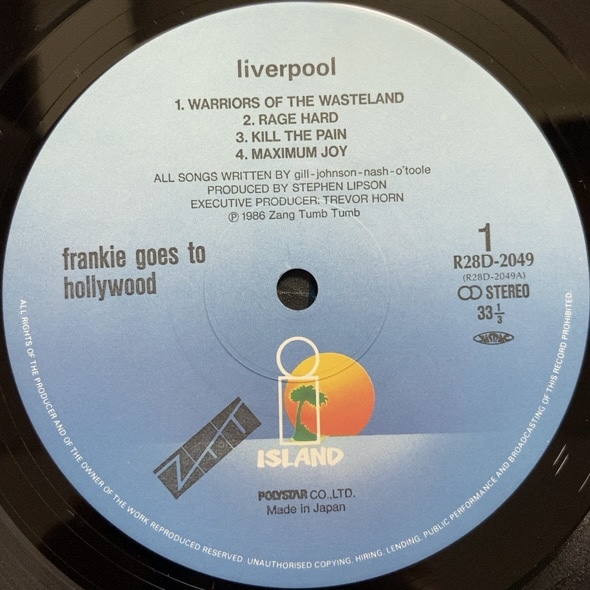 liverpool
1. WARRIORS OF THE WASTELAND
2. RAGE HARD
3. KILL THE PAIN
4. MAXIMUM JOY
ALL SONGS WRITTEN BY gill-johnson-nash-o'toole
PRODUCED BY STEPHEN LIPSON
EXECUTIVE PRODUCER: TREVOR HORN
℗ 1986 Zang Tumb Tumb
frankie goes to
hollywood
1
R28D-2049
(R28D-2049A)
STEREO
33 1/3
ZTT
ISLAND
POLYSTAR CO.,LTD.
Made in Japan
ALL RIGHTS OF THE PRODUCER AND OF THE OWNER OF THE WORK REPRODUCED RESERVED. UNAUTHORISED COPYING, HIRING, LENDING, PUBLIC PERFORMANCE AND BROADCASTING OF THIS RECORD PROHIBITED.